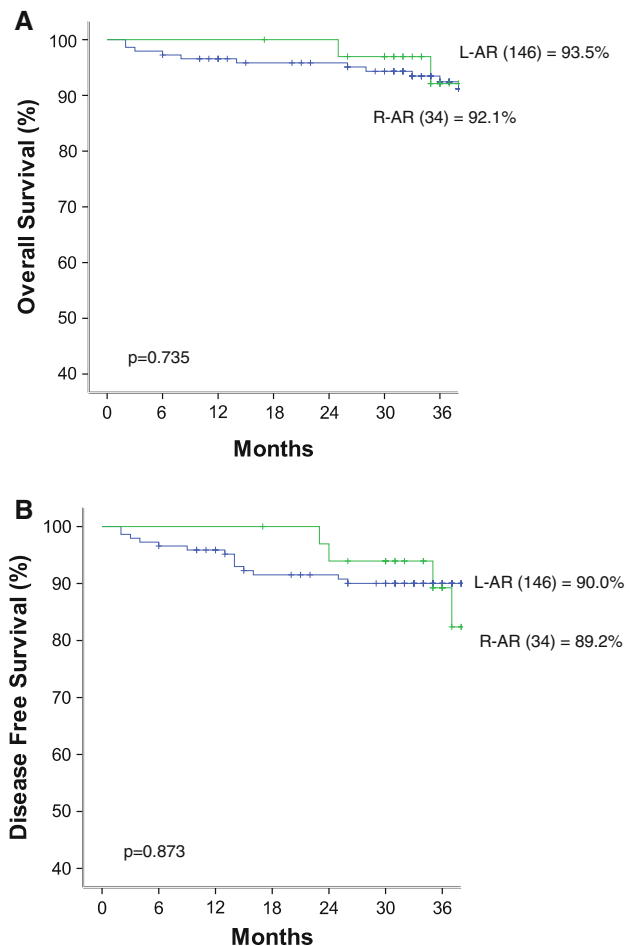 A
100
90
80
70
60
50
40
Overall Survival (%)
L-AR (146) = 93.5%
R-AR (34) = 92.1%
p=0.735
0 6 12 18 24 30 36
Months
B
100
90
80
70
60
50
40
Disease Free Survival (%)
L-AR (146) = 90.0%
R-AR (34) = 89.2%
p=0.873
0 6 12 18 24 30 36
Months